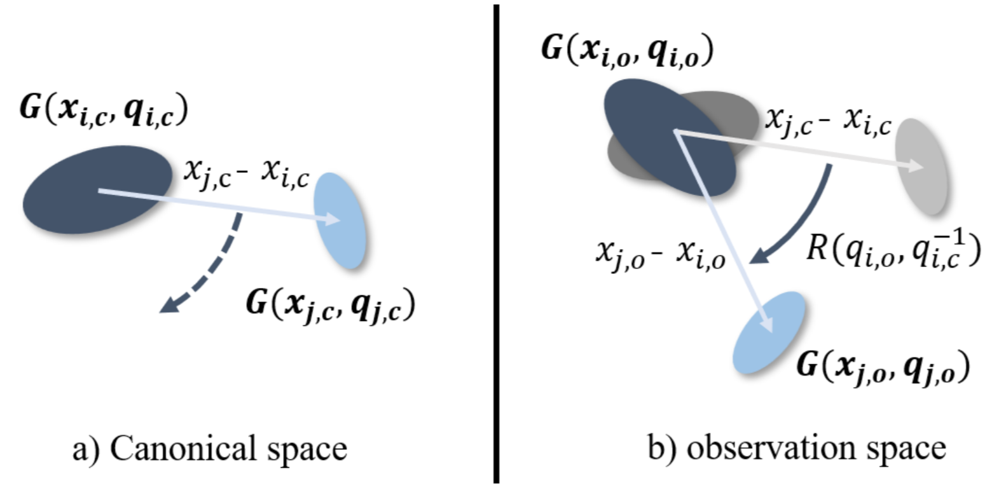 G(x_{i,c}, q_{i,c})
x_{j,c} - x_{i,c}
G(x_{j,c}, q_{j,c})
a) Canonical space
G(x_{i,o}, q_{i,o})
x_{j,c} - x_{i,c}
R(q_{i,o}, q_{i,c}^{-1})
x_{j,o} - x_{i,o}
G(x_{j,o}, q_{j,o})
b) observation space